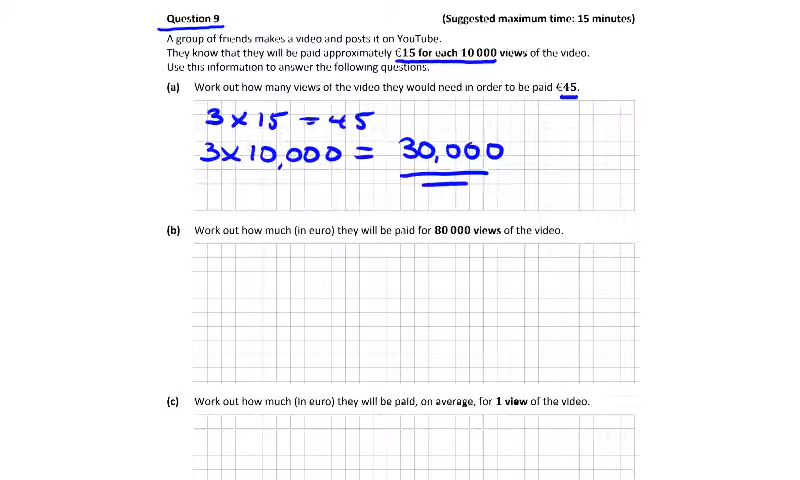 Question 9 (Suggested maximum time: 15 minutes)
A group of friends makes a video and posts it on YouTube.
They know that they will be paid approximately €15 for each 10 000 views of the video.
Use this information to answer the following questions.
(a) Work out how many views of the video they would need in order to be paid €45.
3 × 15 = 45
3 × 10,000 = 30,000
(b) Work out how much (in euro) they will be paid for 80 000 views of the video.
(c) Work out how much (in euro) they will be paid, on average, for 1 view of the video.